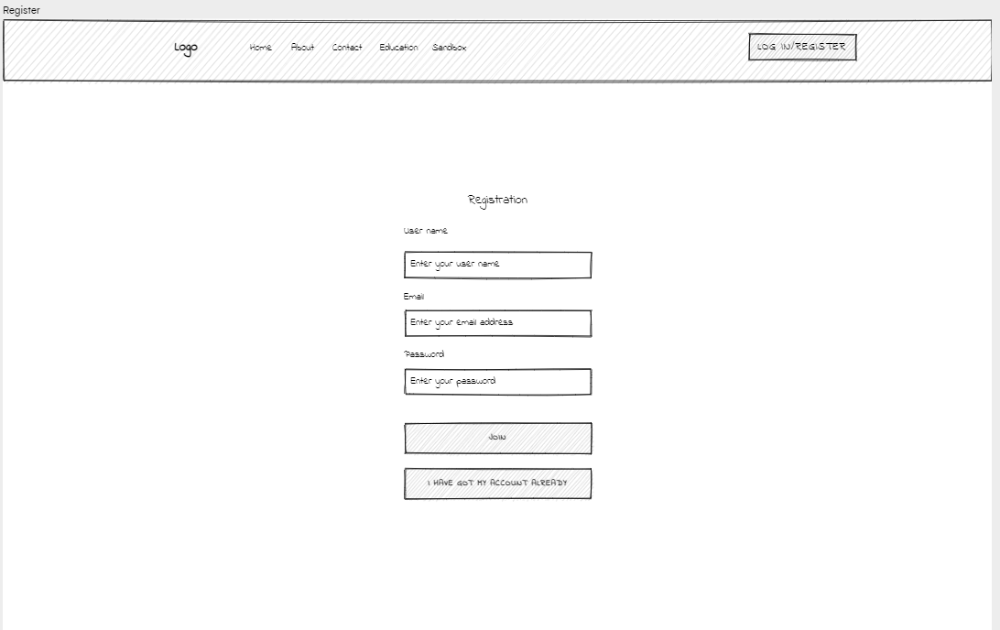 Register
Logo Home About Contact Education Sandbox LOG IN/REGISTER
Registration
User name
Enter your user name
Email
Enter your email address
Password
Enter your password
JOIN
I HAVE GOT MY ACCOUNT ALREADY